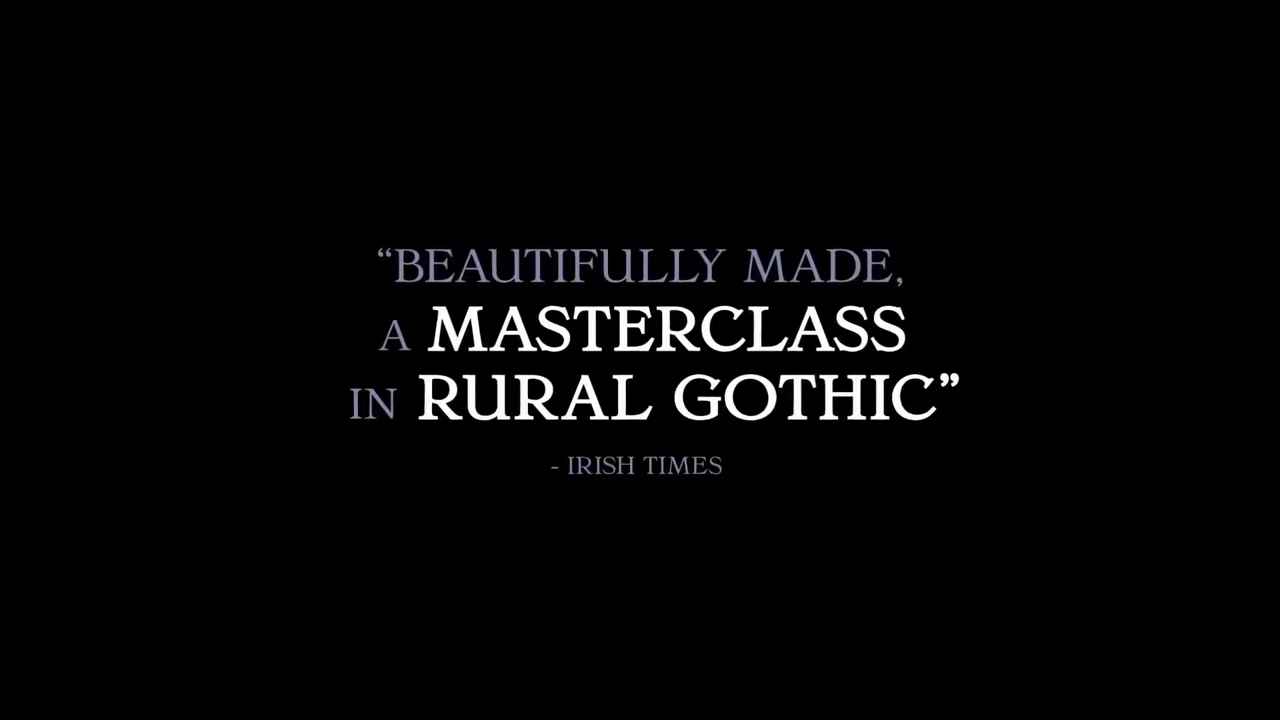 “BEAUTIFULLY MADE,
A MASTERCLASS
IN RURAL GOTHIC”
- IRISH TIMES